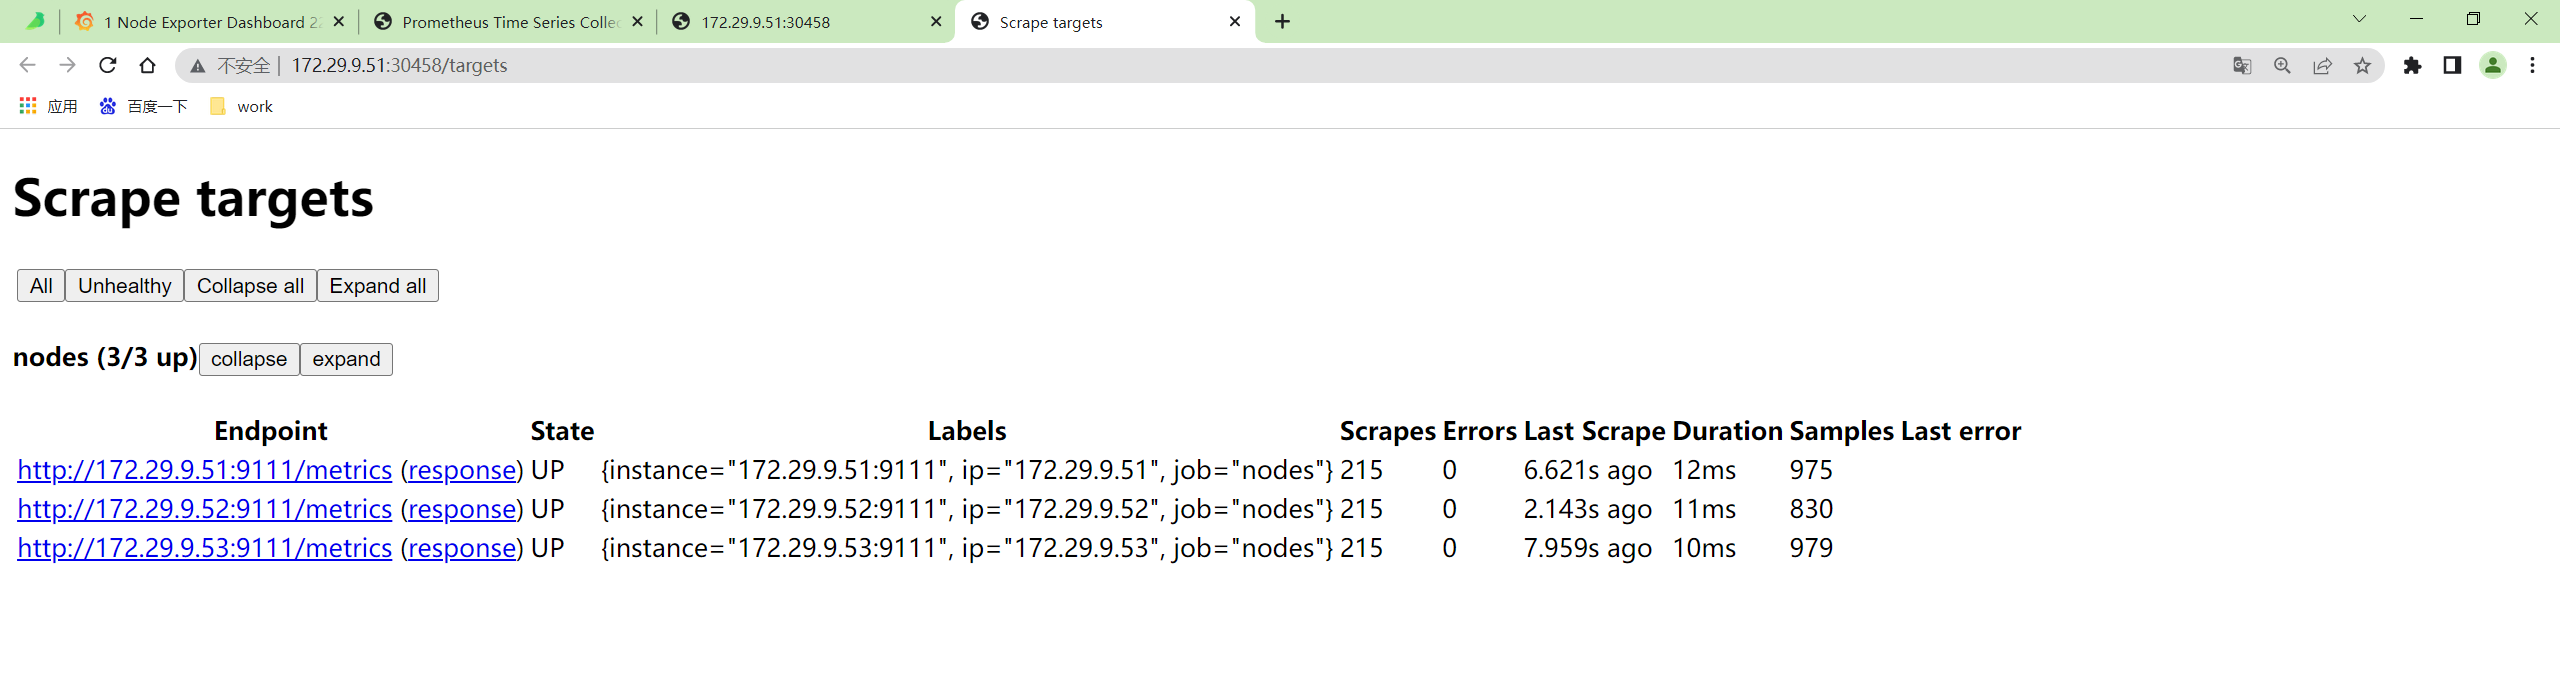 1 Node Exporter Dashboard 22
Prometheus Time Series Collec
172.29.9.51:30458
Scrape targets
不安全 | 172.29.9.51:30458/targets
应用
百度一下
work
Scrape targets
All Unhealthy Collapse all Expand all
nodes (3/3 up) collapse expand
Endpoint State Labels Scrapes Errors Last Scrape Duration Samples Last error
http://172.29.9.51:9111/metrics (response) UP {instance="172.29.9.51:9111", ip="172.29.9.51", job="nodes"} 215 0 6.621s ago 12ms 975
http://172.29.9.52:9111/metrics (response) UP {instance="172.29.9.52:9111", ip="172.29.9.52", job="nodes"} 215 0 2.143s ago 11ms 830
http://172.29.9.53:9111/metrics (response) UP {instance="172.29.9.53:9111", ip="172.29.9.53", job="nodes"} 215 0 7.959s ago 10ms 979